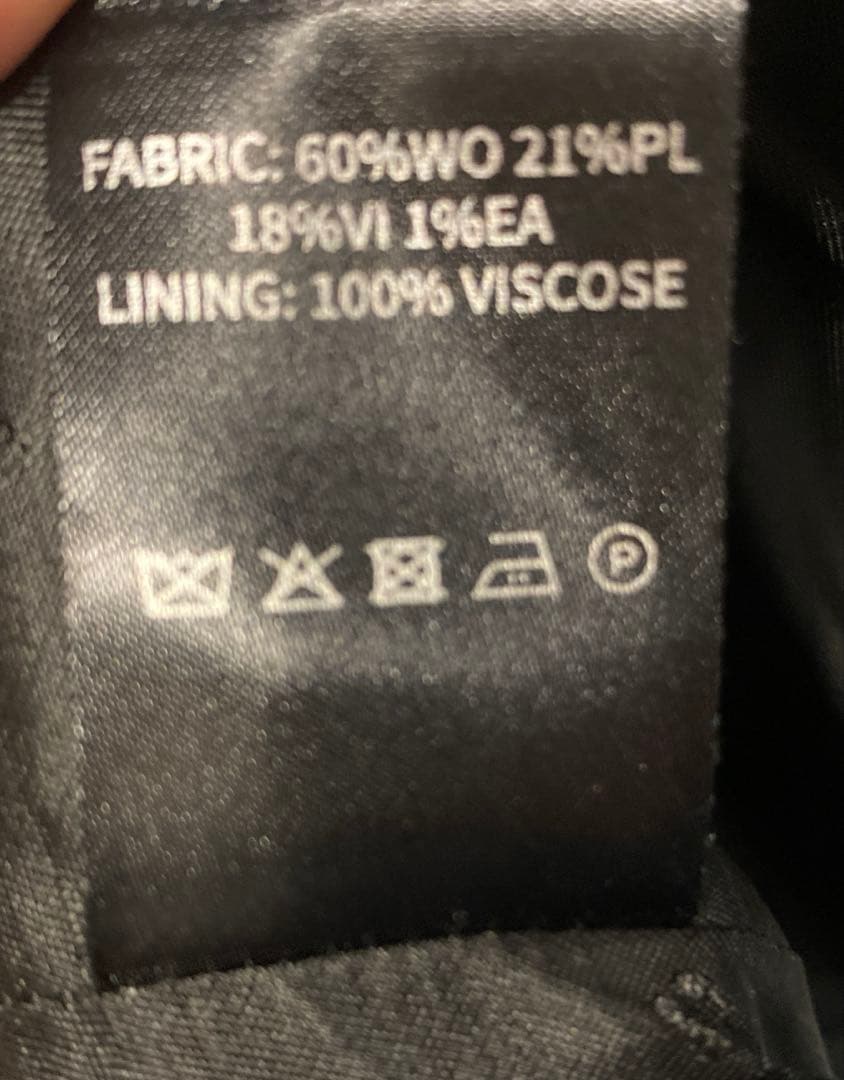 FABRIC: 60%WO 21%PL
18%VI 1%EA
LINING: 100% VISCOSE
P